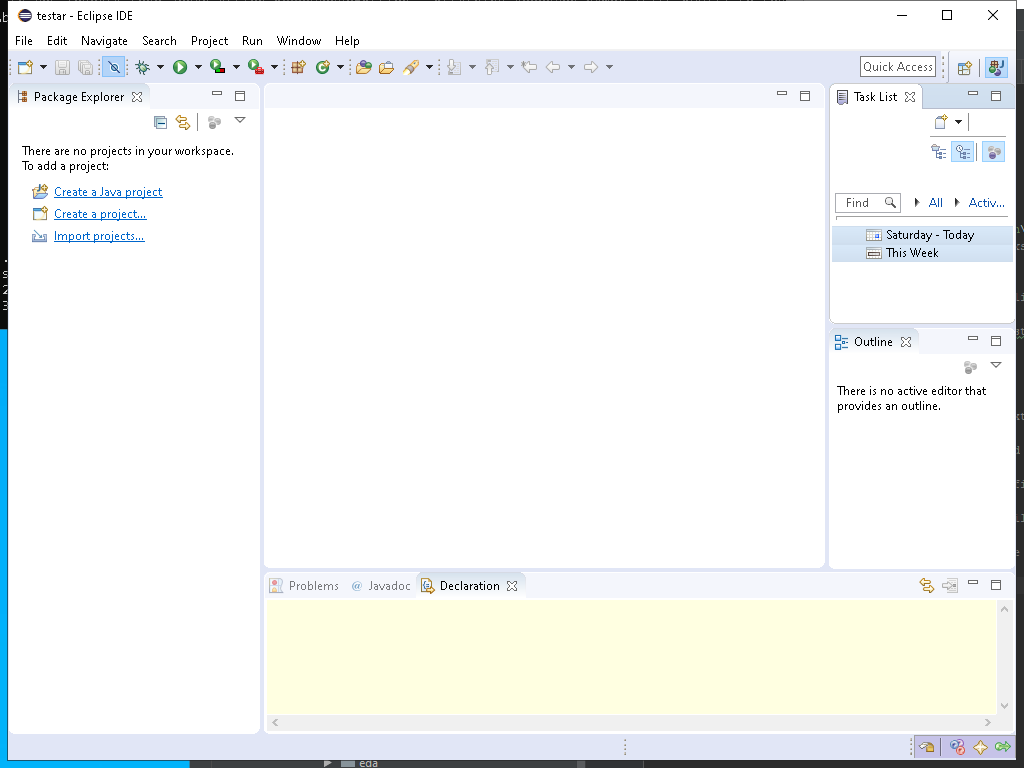 testar - Eclipse IDE
File Edit Navigate Search Project Run Window Help
Quick Access
Package Explorer
There are no projects in your workspace.
To add a project:
Create a Java project
Create a project...
Import projects...
Task List
Find All Activ...
Saturday - Today
This Week
Outline
There is no active editor that
provides an outline.
Problems @ Javadoc Declaration
eda